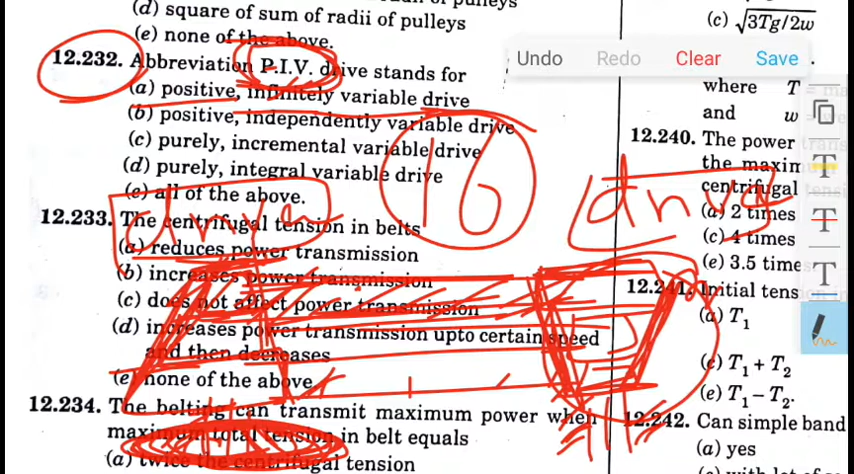 (d) square of sum of radii of pulleys
(e) none of the above.
12.232. Abbreviation P.I.V. drive stands for
(a) positive, infinitely variable drive
(b) positive, independently variable drive
(c) purely, incremental variable drive
(d) purely, integral variable drive
(e) all of the above.
12.233. The centrifugal tension in belts
(a) reduces power transmission
(b) increases power transmission
(c) does not affect power transmission
(d) increases power transmission upto certain speed
and then decreases
(e) none of the above.
12.234. The belting can transmit maximum power when
maximum total tension in belt equals
(a) twice the centrifugal tension
16
(c) √3Tg/2w
Undo Redo Clear Save
where T
and w
12.240. The power
the maxim
centrifugal
(a) 2 times
(c) 4 times
(e) 3.5 time
12.241. Initial tens
(a) T1
(c) T1 + T2
(e) T1 – T2.
12.242. Can simple band
(a) yes